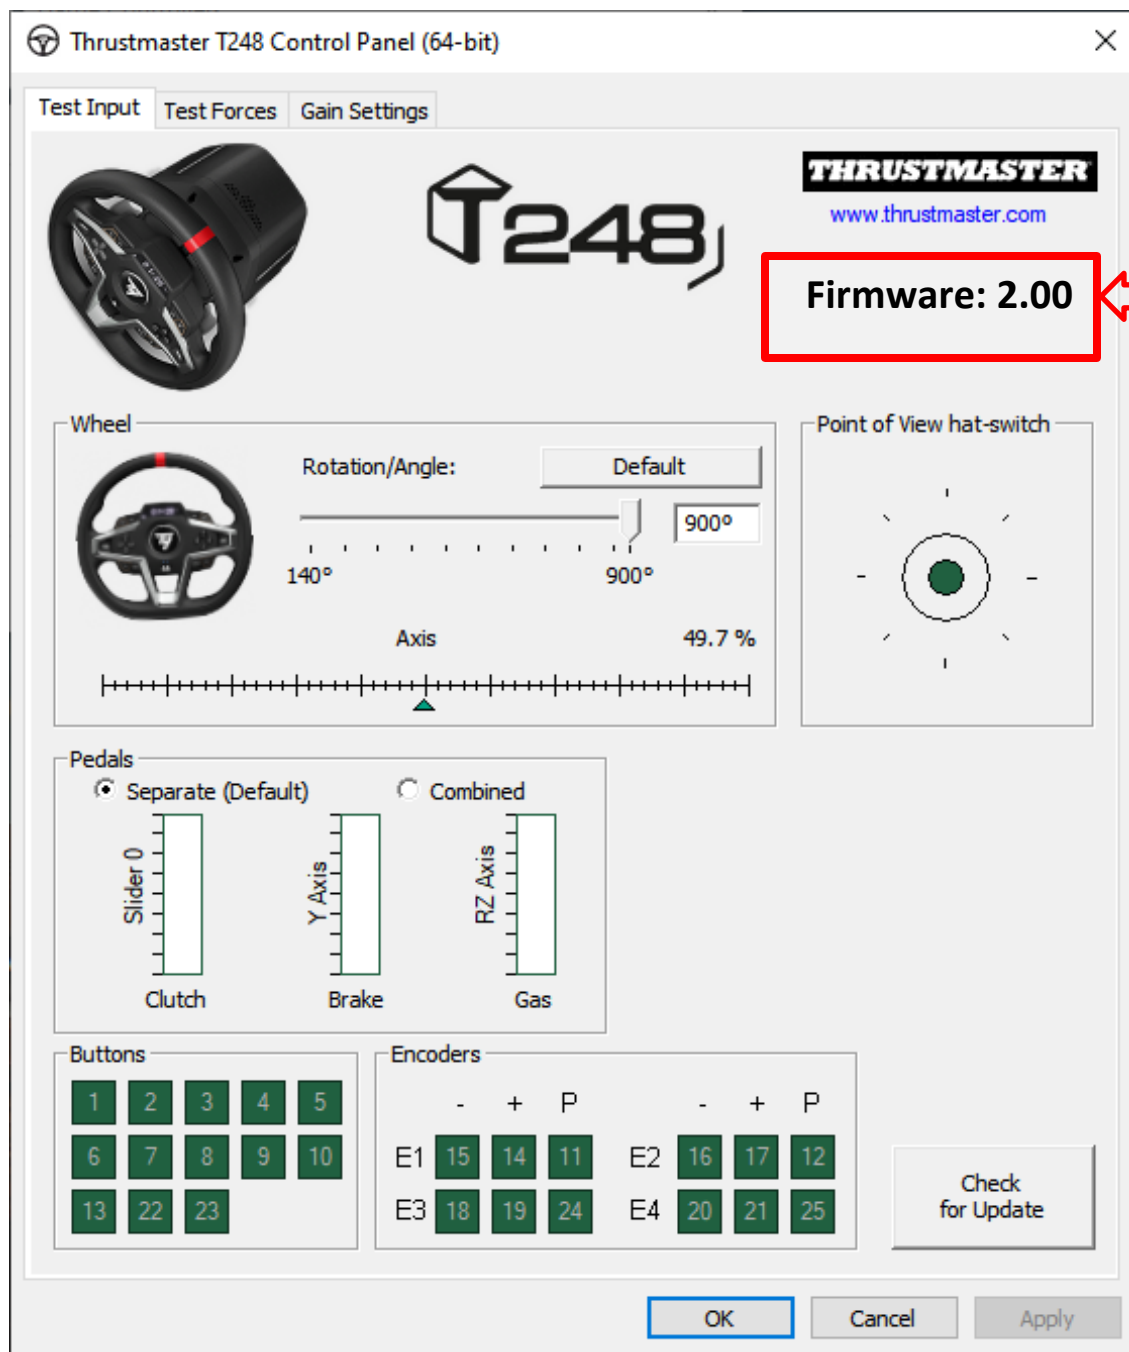 Thrustmaster T248 Control Panel (64-bit)
Test Input Test Forces Gain Settings
T248
THRUSTMASTER
www.thrustmaster.com
Firmware: 2.00
Wheel
Rotation/Angle: Default
900°
140° 900°
Axis 49.7 %
Point of View hat-switch
Pedals
Separate (Default) Combined
Slider 0 Y Axis RZ Axis
Clutch Brake Gas
Buttons
1 2 3 4 5
6 7 8 9 10
13 22 23
Encoders
- + P - + P
E1 15 14 11 E2 16 17 12
E3 18 19 24 E4 20 21 25
Check
for Update
OK Cancel Apply